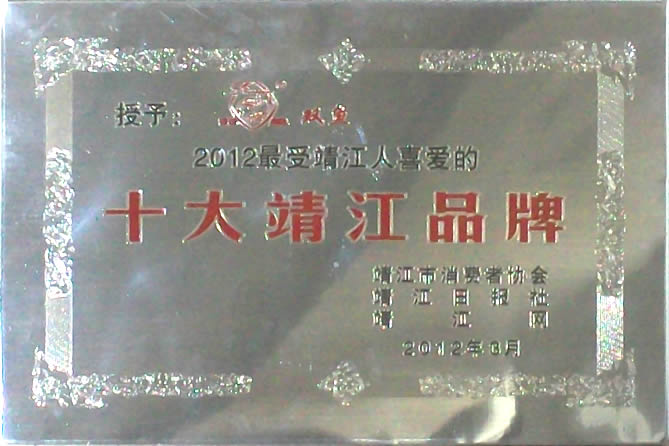 授予： 双鱼
2012最受靖江人喜爱的
十大靖江品牌
靖江市消费者协会
靖江日报社
靖江网
2012年3月